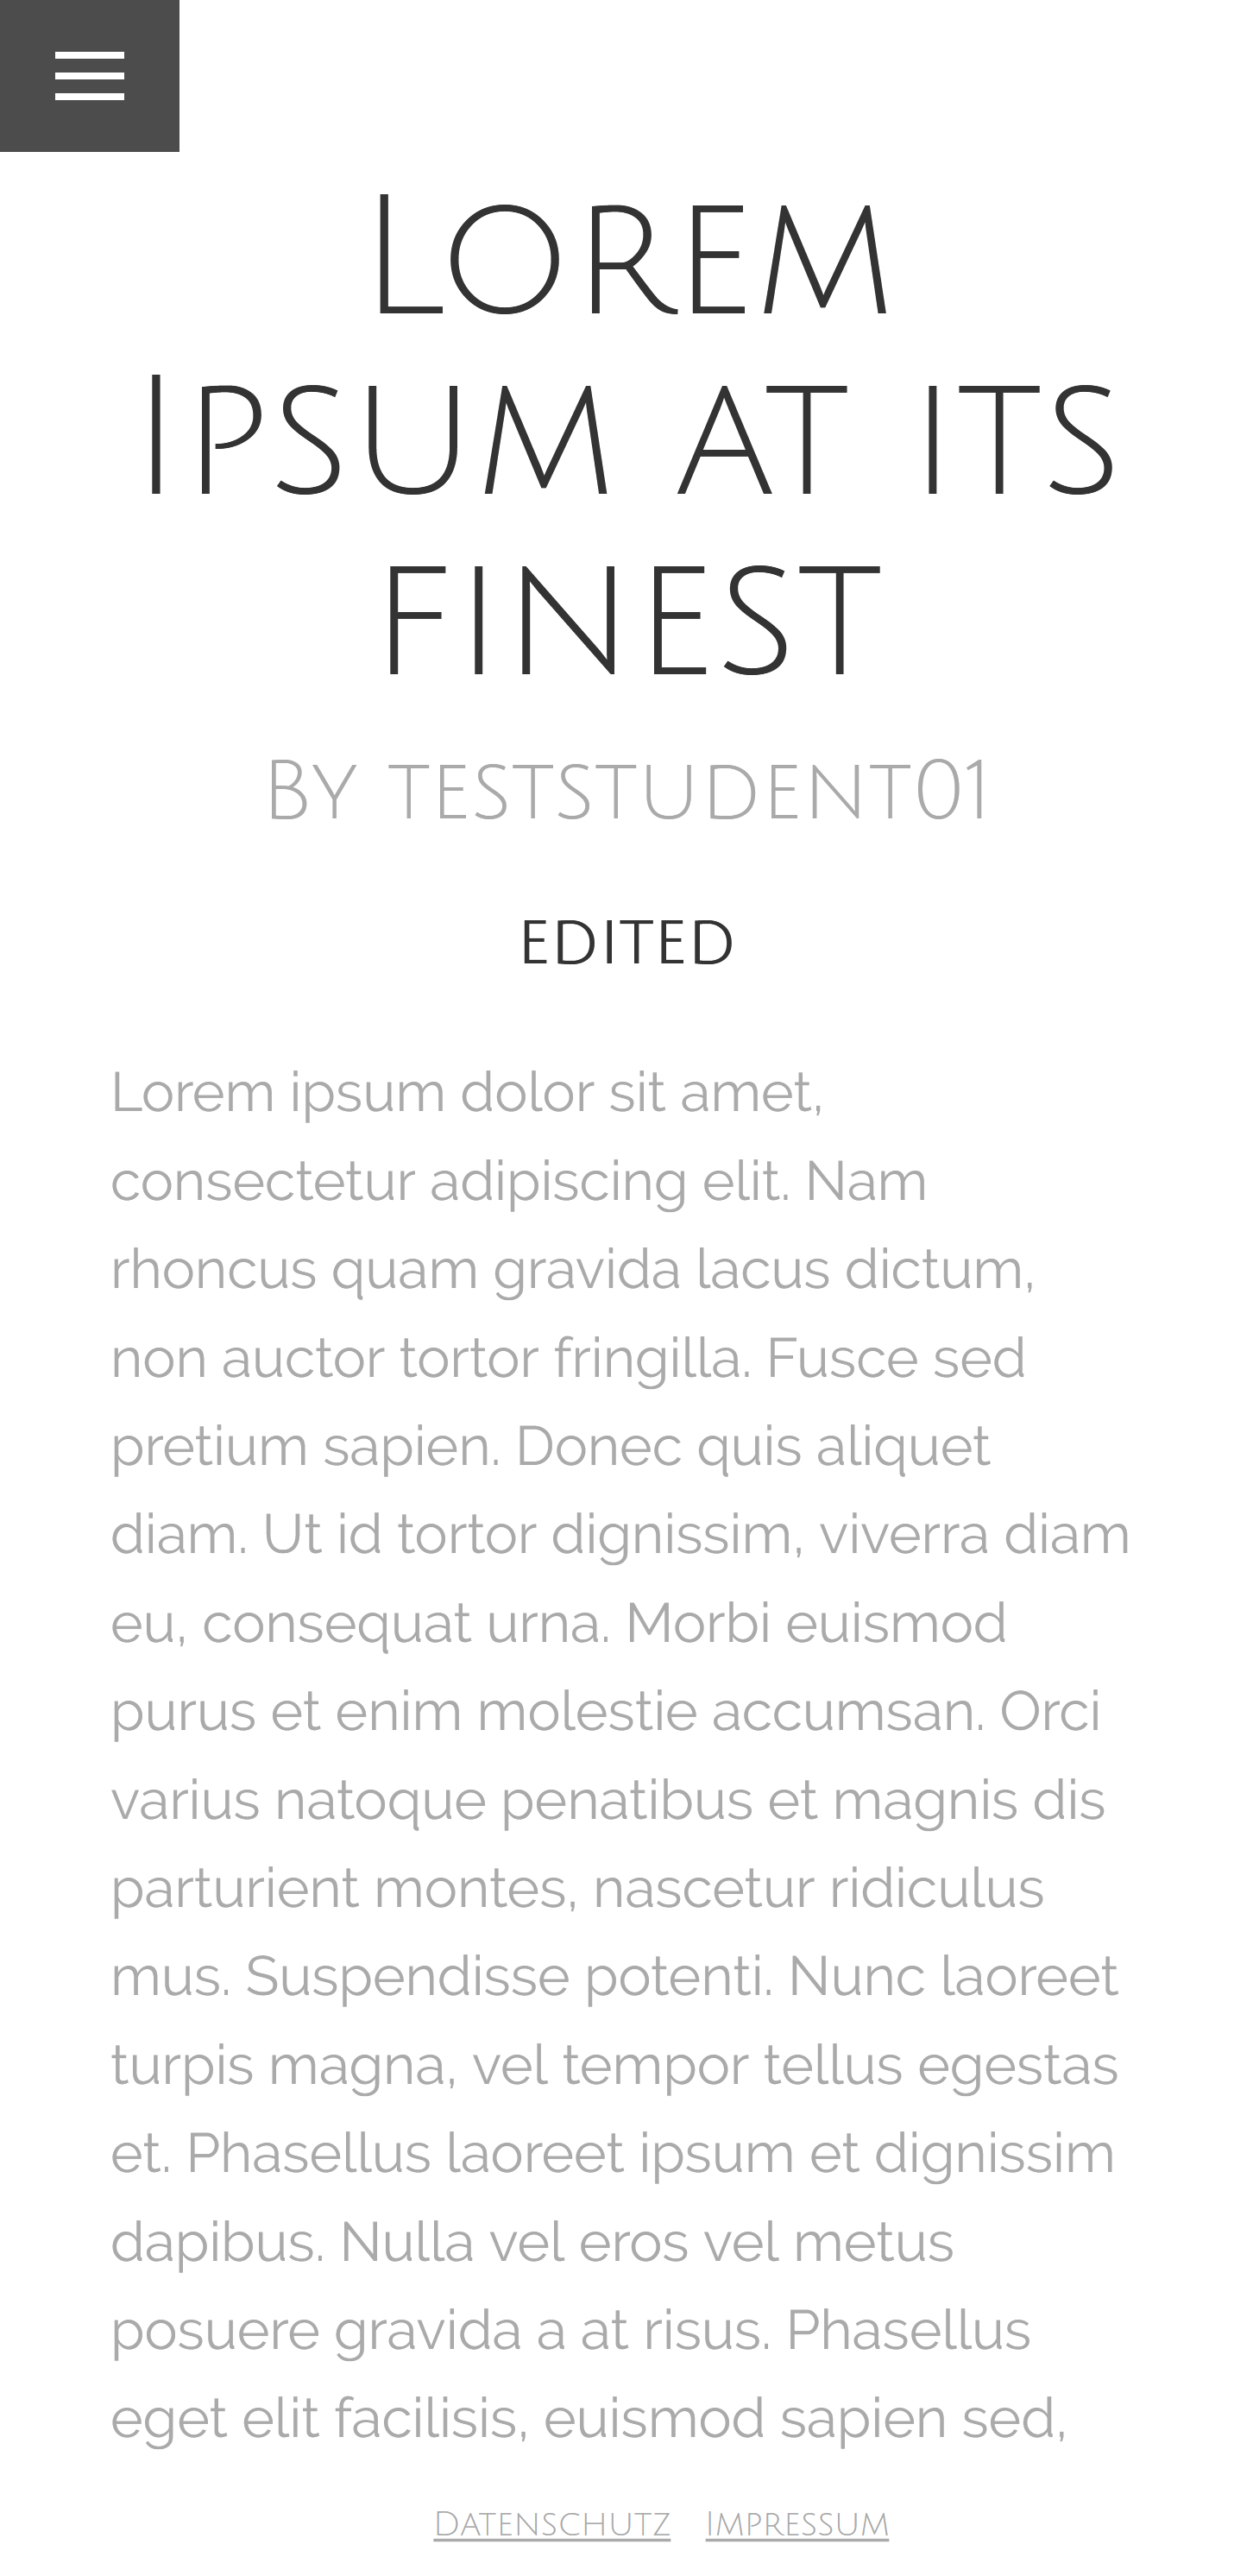 Lorem
Ipsum at its
finest
By teststudent01
edited
Lorem ipsum dolor sit amet,
consectetur adipiscing elit. Nam
rhoncus quam gravida lacus dictum,
non auctor tortor fringilla. Fusce sed
pretium sapien. Donec quis aliquet
diam. Ut id tortor dignissim, viverra diam
eu, consequat urna. Morbi euismod
purus et enim molestie accumsan. Orci
varius natoque penatibus et magnis dis
parturient montes, nascetur ridiculus
mus. Suspendisse potenti. Nunc laoreet
turpis magna, vel tempor tellus egestas
et. Phasellus laoreet ipsum et dignissim
dapibus. Nulla vel eros vel metus
posuere gravida a at risus. Phasellus
eget elit facilisis, euismod sapien sed,
Datenschutz Impressum